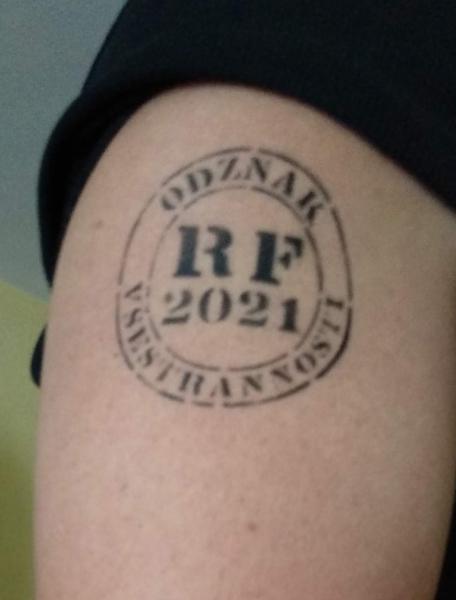 ODZNAK
RF
2021
VŠESTRANNOSTI